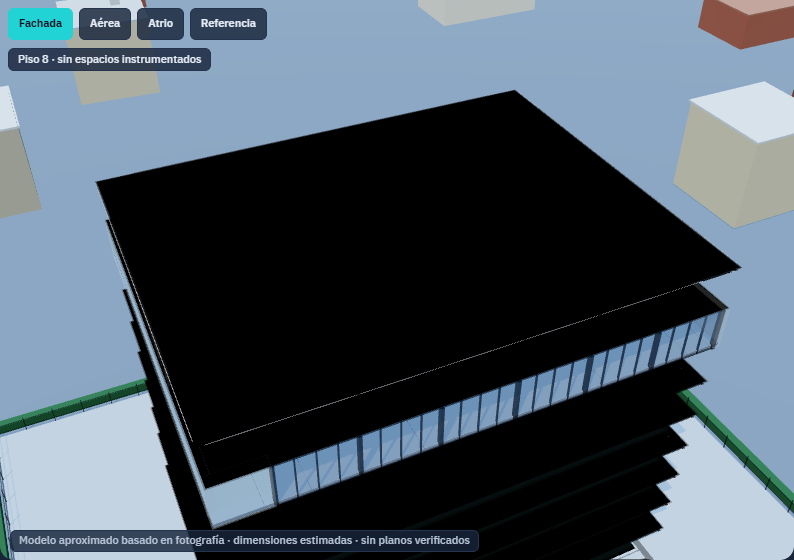 Fachada
Aérea
Atrio
Referencia
Piso 8 · sin espacios instrumentados
Modelo aproximado basado en fotografía · dimensiones estimadas · sin planos verificados